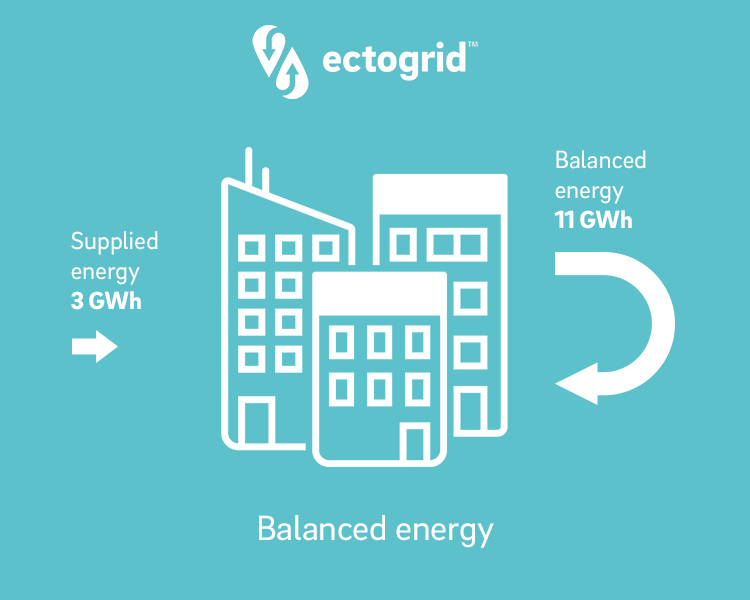 ectogrid™
Balanced
energy
11 GWh
Supplied
energy
3 GWh
Balanced energy